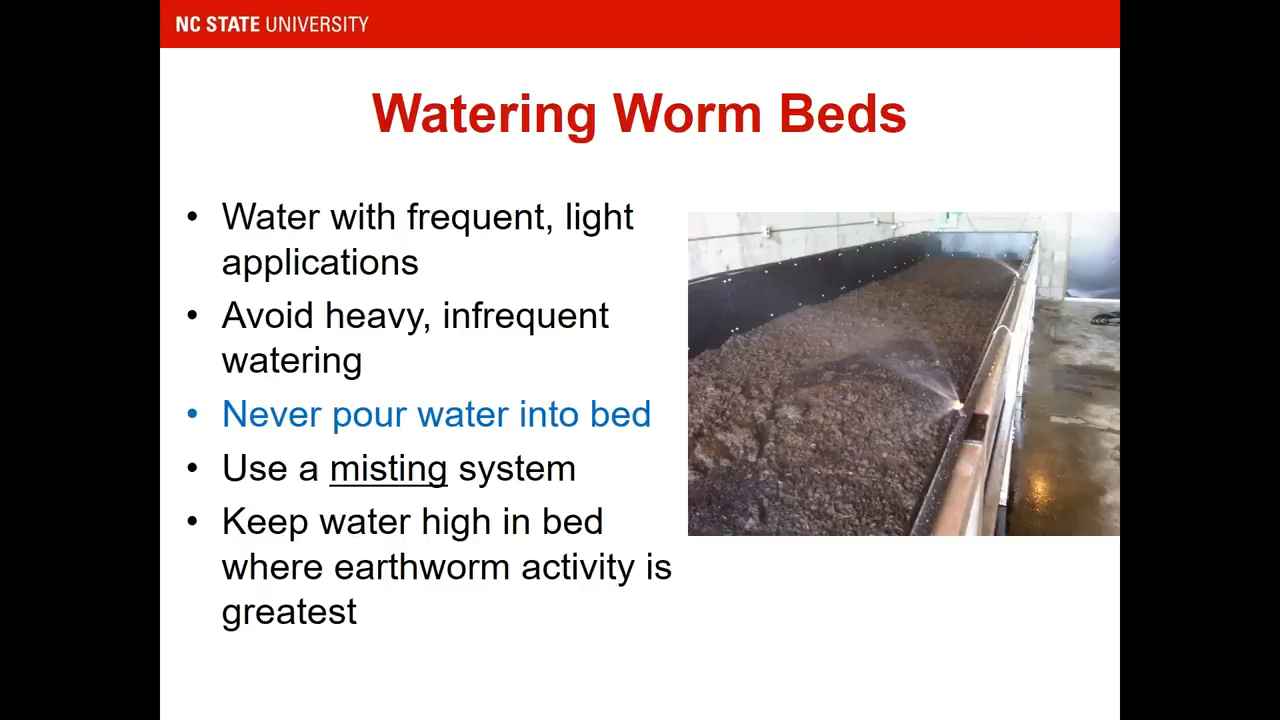 NC STATE UNIVERSITY
Watering Worm Beds
• Water with frequent, light
applications
• Avoid heavy, infrequent
watering
• Never pour water into bed
• Use a misting system
• Keep water high in bed
where earthworm activity is
greatest